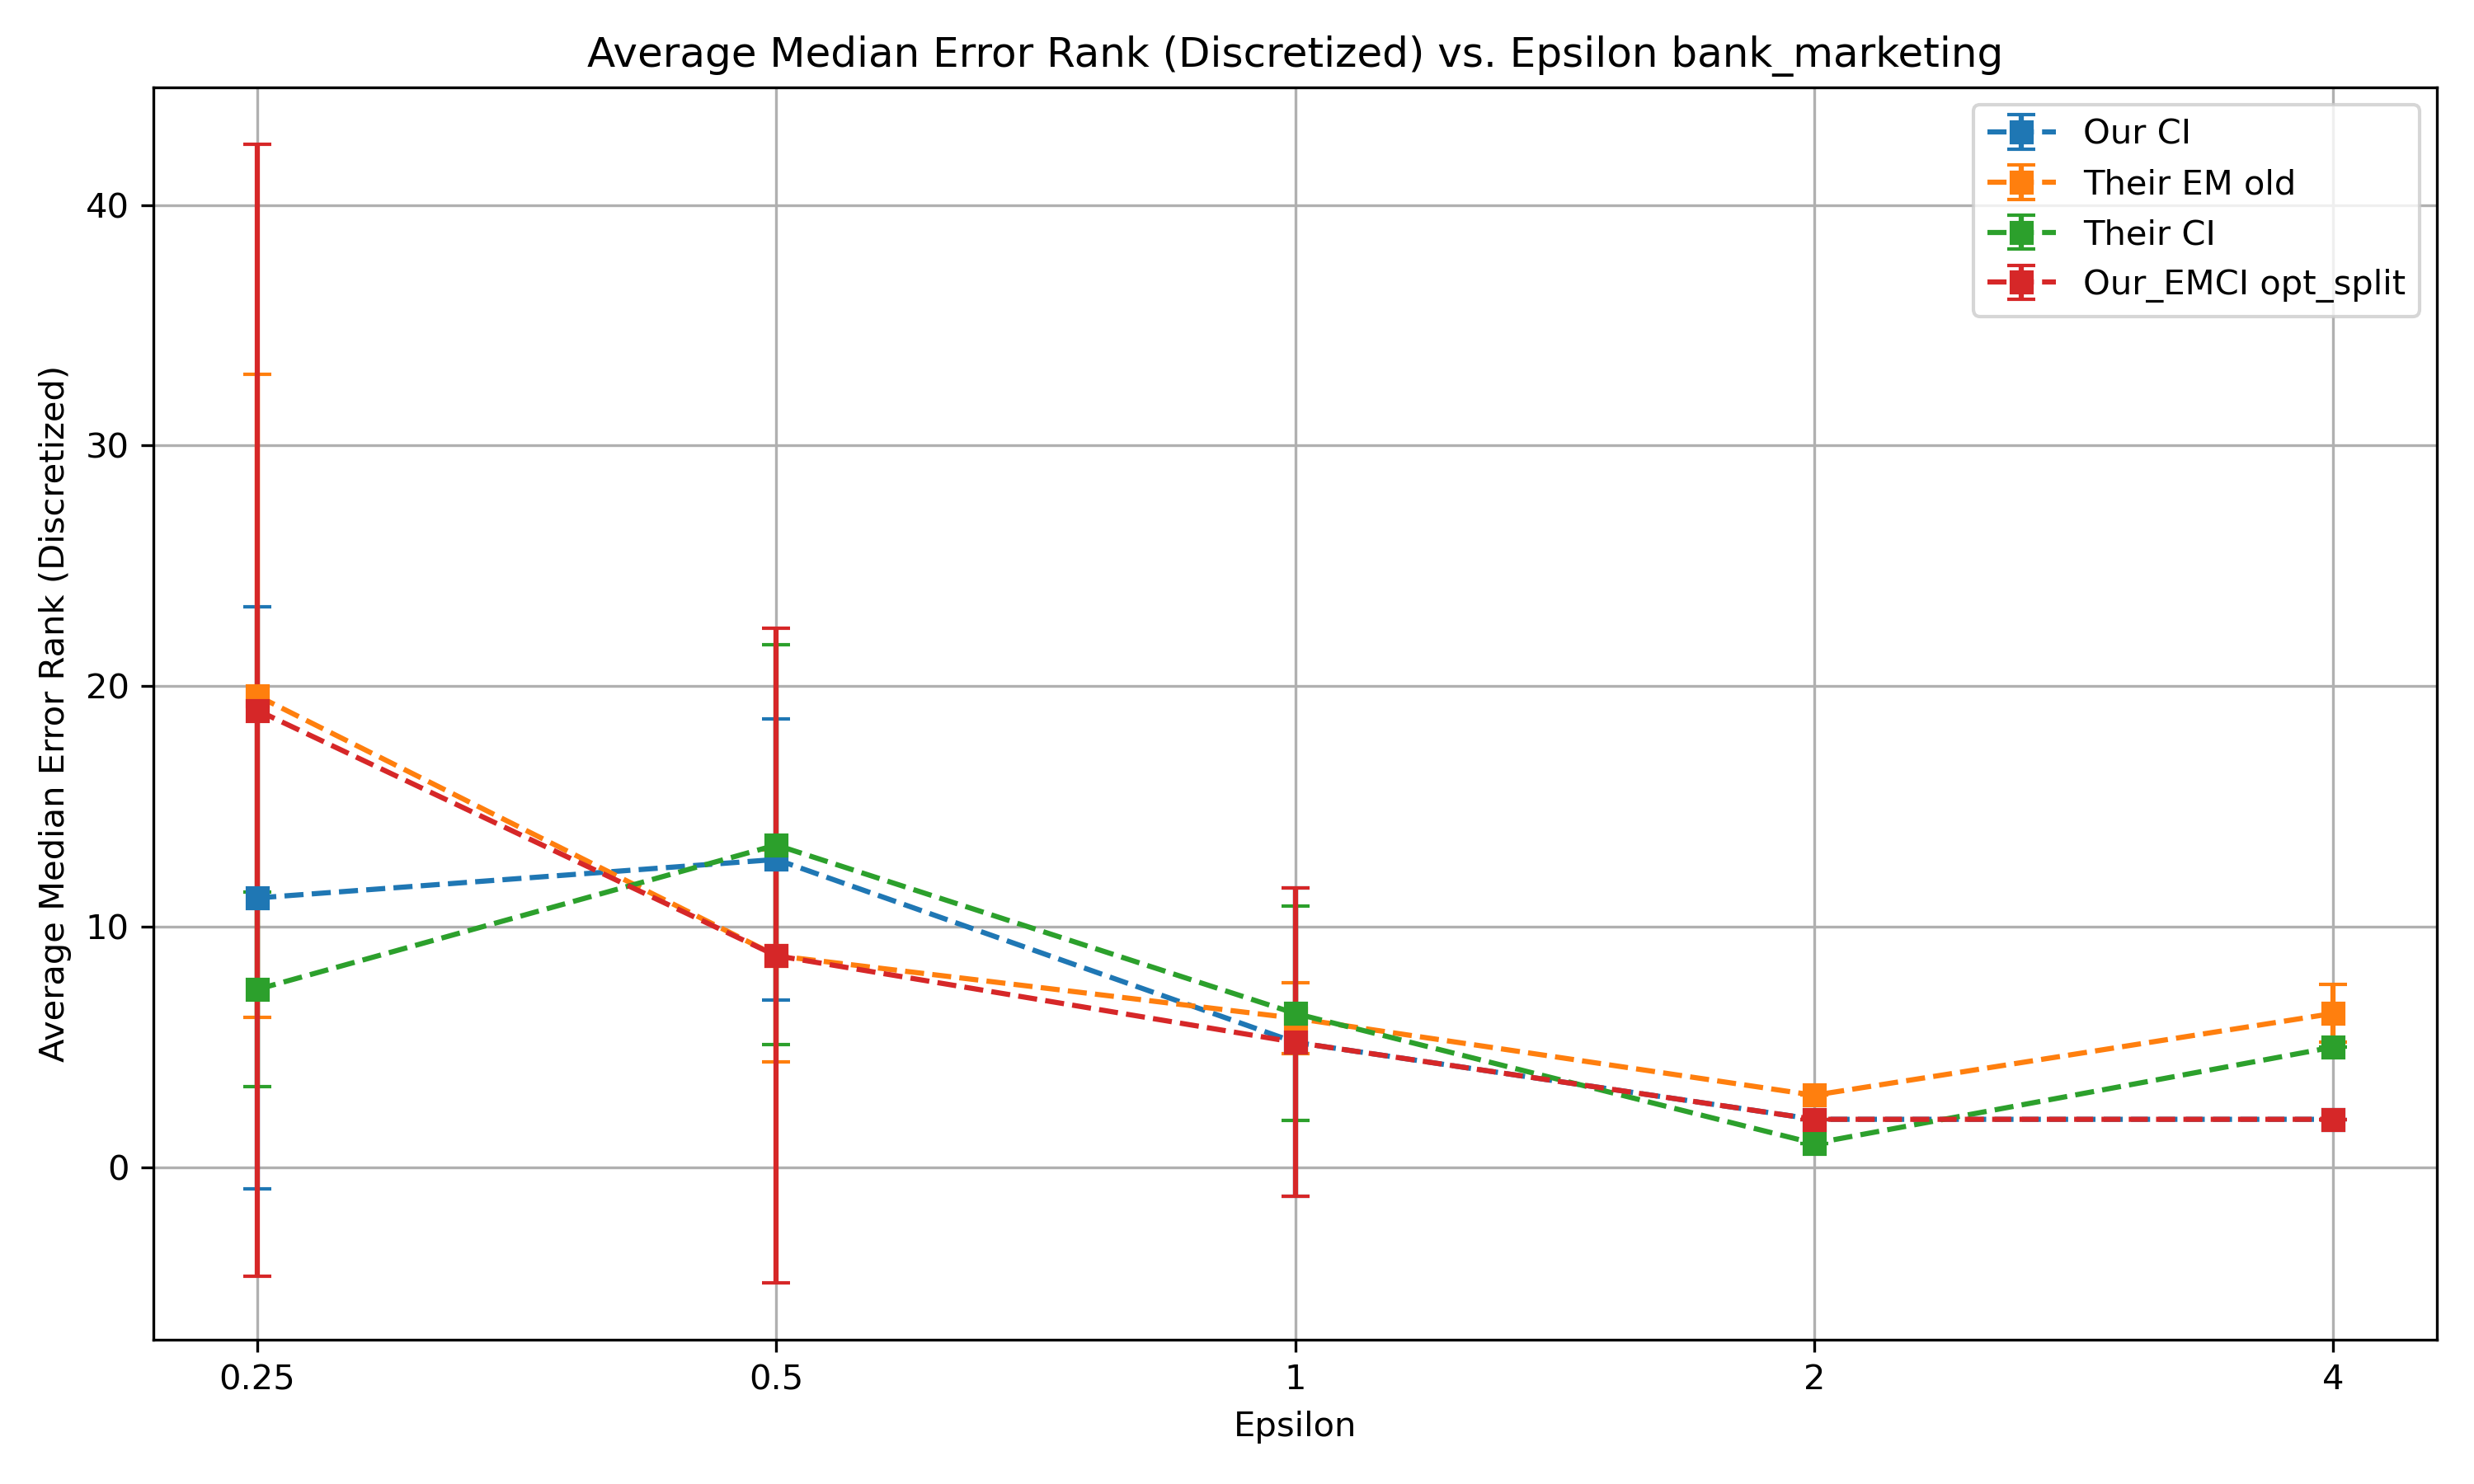 Average Median Error Rank (Discretized) vs. Epsilon bank_marketing
Average Median Error Rank (Discretized)
40
30
20
10
0
Our CI
Their EM old
Their CI
Our_EMCI opt_split
0.25
0.5
1
2
4
Epsilon